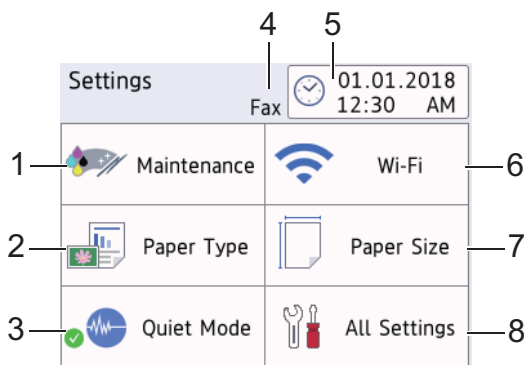 4 5
Settings
Fax
01.01.2018
12:30 AM
1 Maintenance Wi-Fi 6
2 Paper Type Paper Size 7
3 Quiet Mode All Settings 8